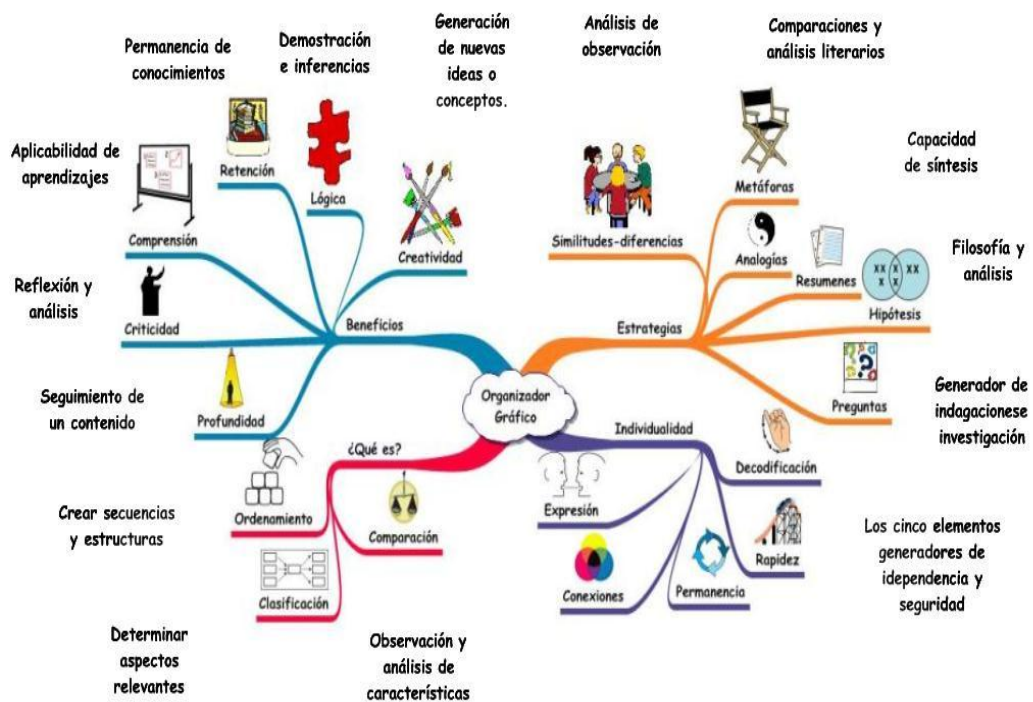 Permanencia de
conocimientos
Demostración
e inferencias
Generación
de nuevas
ideas o
conceptos.
Análisis de
observación
Comparaciones y
análisis literarios
Aplicabilidad de
aprendizajes
Retención
Lógica
Creatividad
Comprensión
Reflexión y
análisis
Criticidad
Beneficios
Seguimiento de
un contenido
Profundidad
Similitudes-diferencias
Metáforas
Analogías
Resumenes
Capacidad
de síntesis
Filosofía y
análisis
xx x xx
x x
Hipótesis
Estrategias
Preguntas
Generador de
indagacionese
investigación
Organizador
Gráfico
¿Qué es?
Ordenamiento
Comparación
Clasificación
Crear secuencias
y estructuras
Determinar
aspectos
relevantes
Observación y
análisis de
características
Individualidad
Decodificación
Expresión
Conexiones
Permanencia
Rapidez
Los cinco elementos
generadores de
idependencia y
seguridad